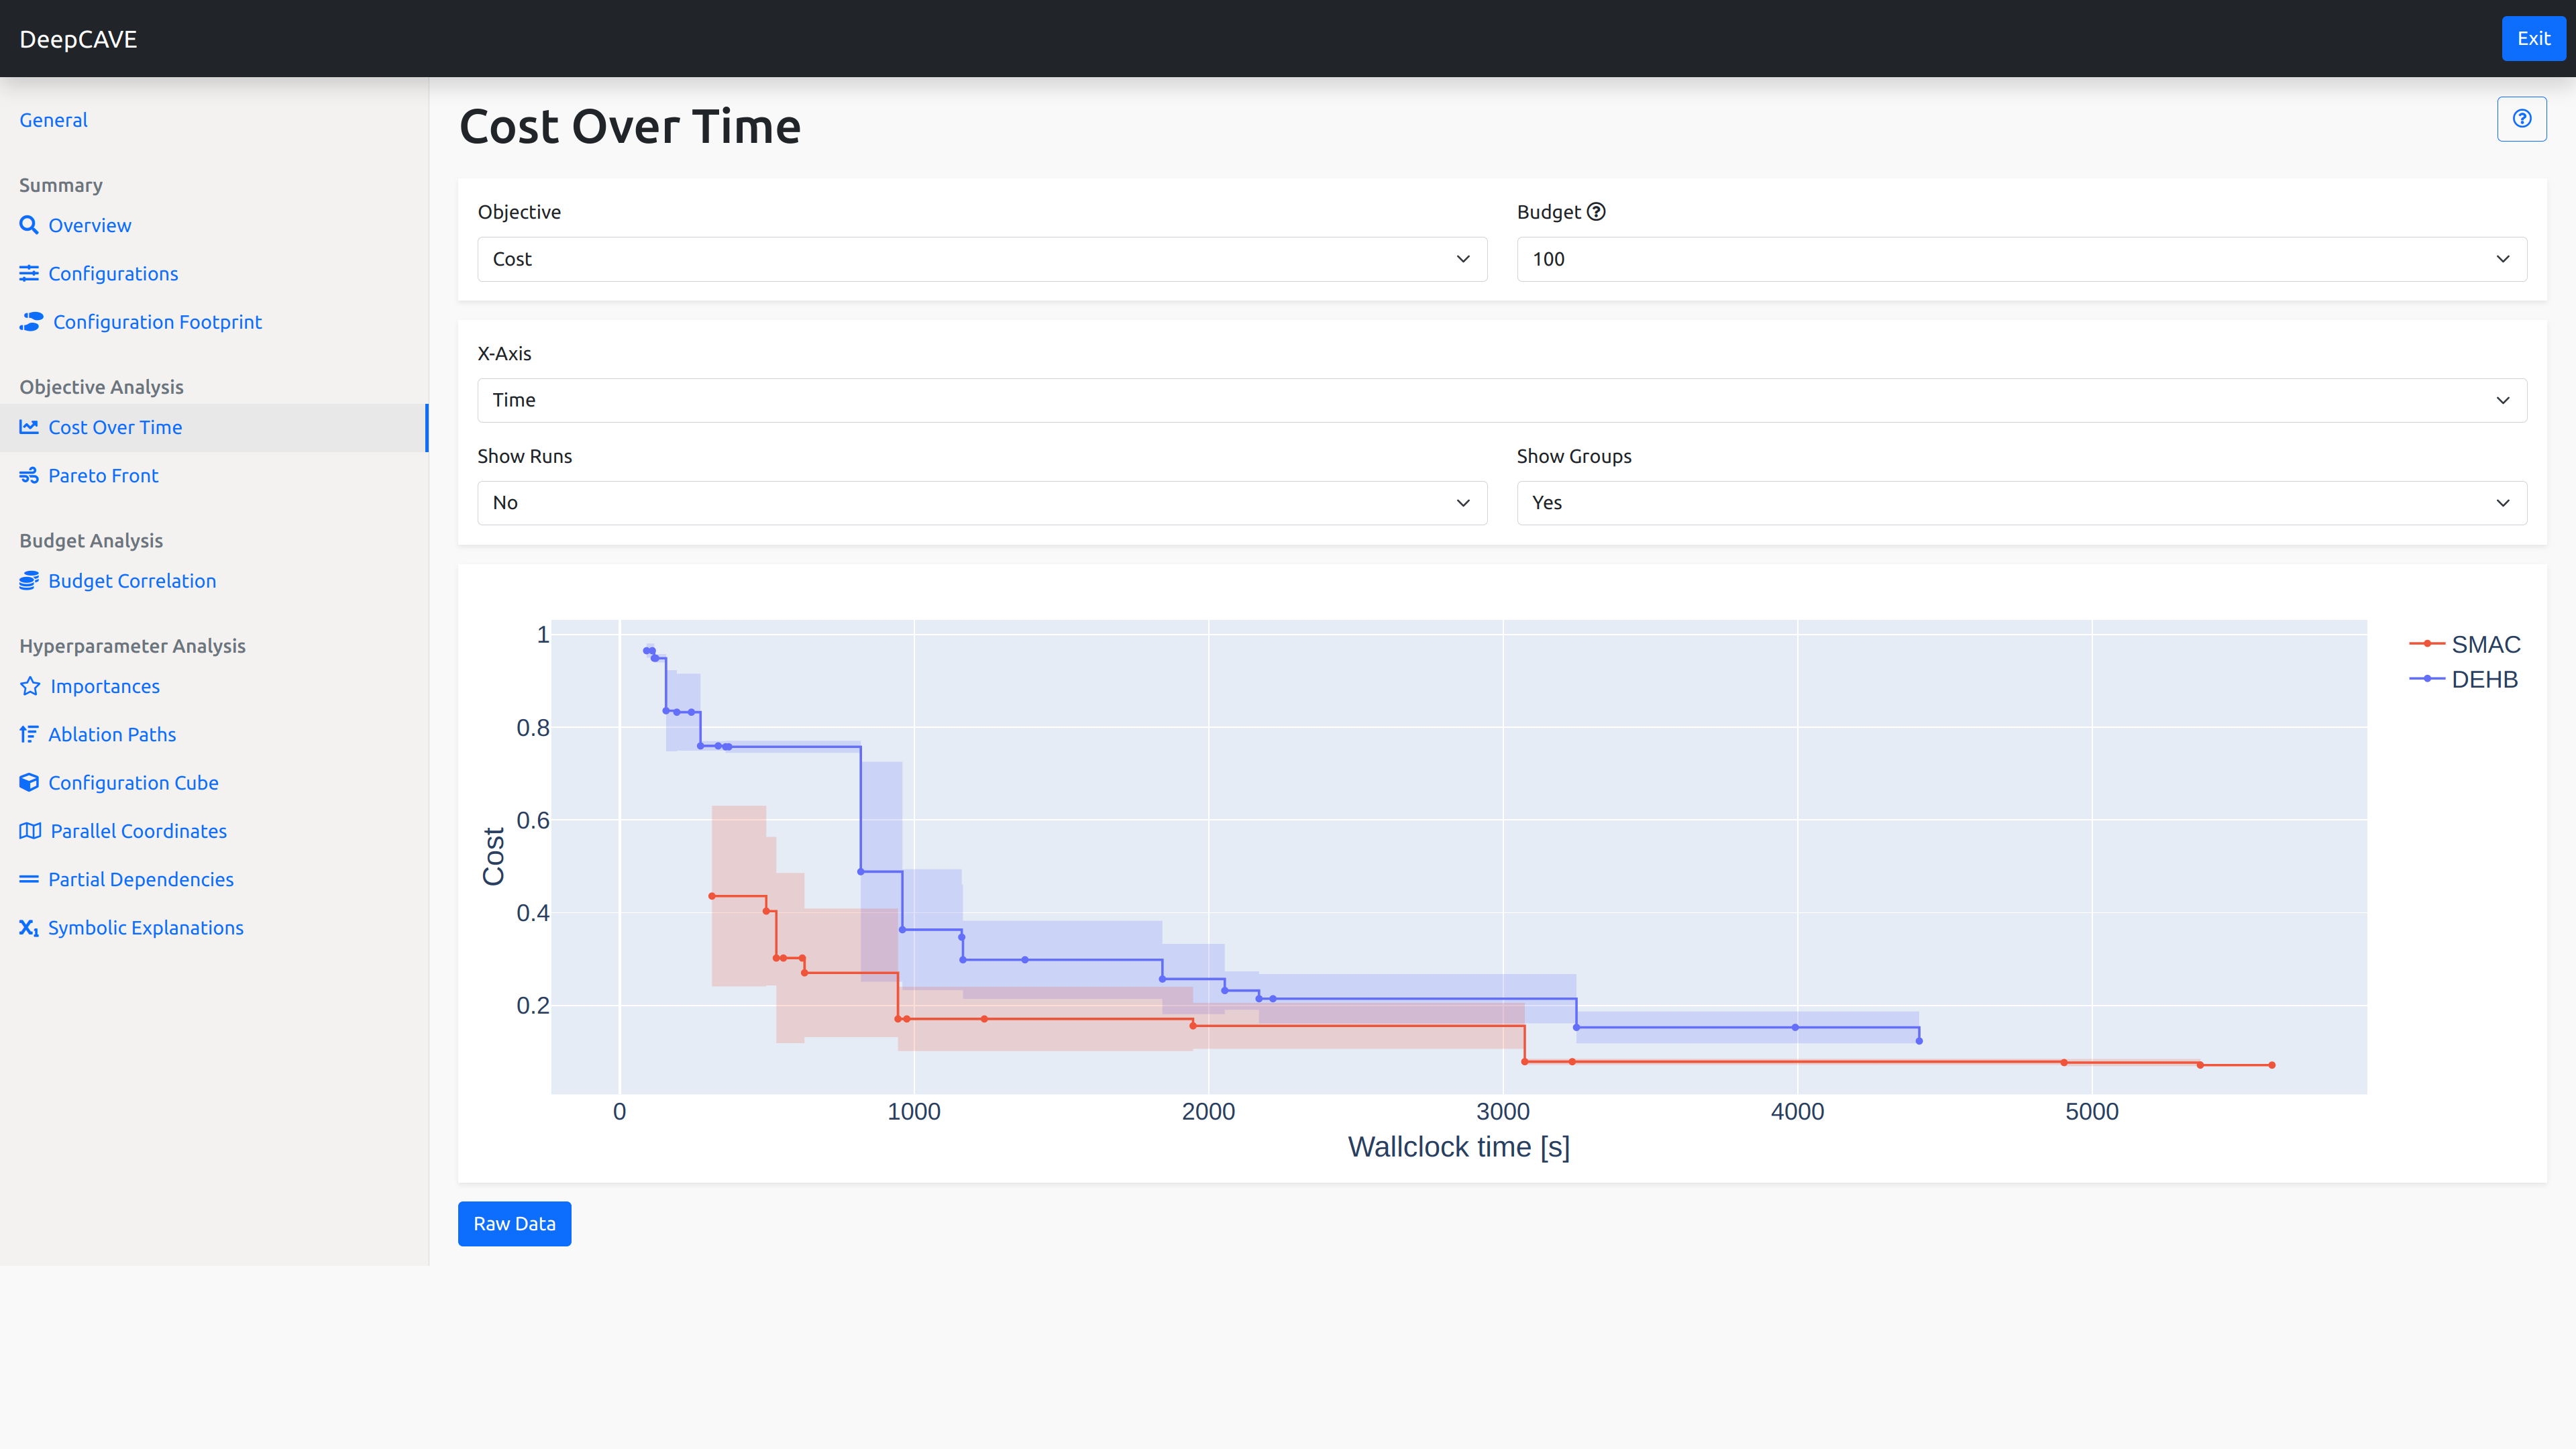 DeepCAVE
Exit
General
Summary
Overview
Configurations
Configuration Footprint
Objective Analysis
Cost Over Time
Pareto Front
Budget Analysis
Budget Correlation
Hyperparameter Analysis
Importances
Ablation Paths
Configuration Cube
Parallel Coordinates
Partial Dependencies
Symbolic Explanations
Cost Over Time
Objective
Budget
Cost
100
X-Axis
Time
Show Runs
Show Groups
No
Yes
1
0.8
0.6
0.4
0.2
Cost
0
1000
2000
3000
4000
5000
Wallclock time [s]
SMAC
DEHB
Raw Data